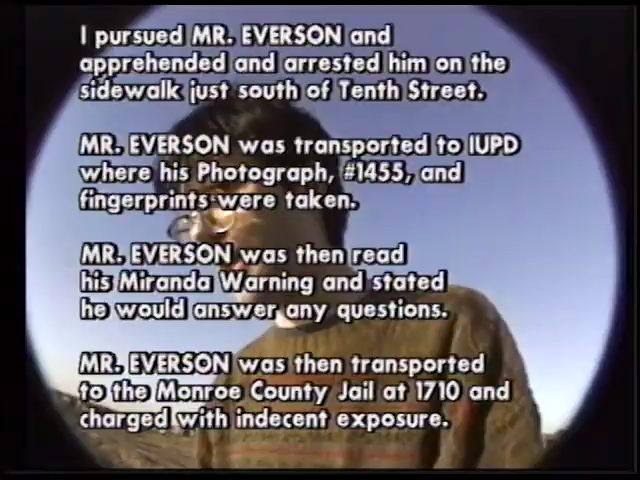 I pursued MR. EVERSON and
apprehended and arrested him on the
sidewalk just south of Tenth Street.
MR. EVERSON was transported to IUPD
where his Photograph, #1455, and
fingerprints were taken.
MR. EVERSON was then read
his Miranda Warning and stated
he would answer any questions.
MR. EVERSON was then transported
to the Monroe County Jail at 1710 and
charged with indecent exposure.